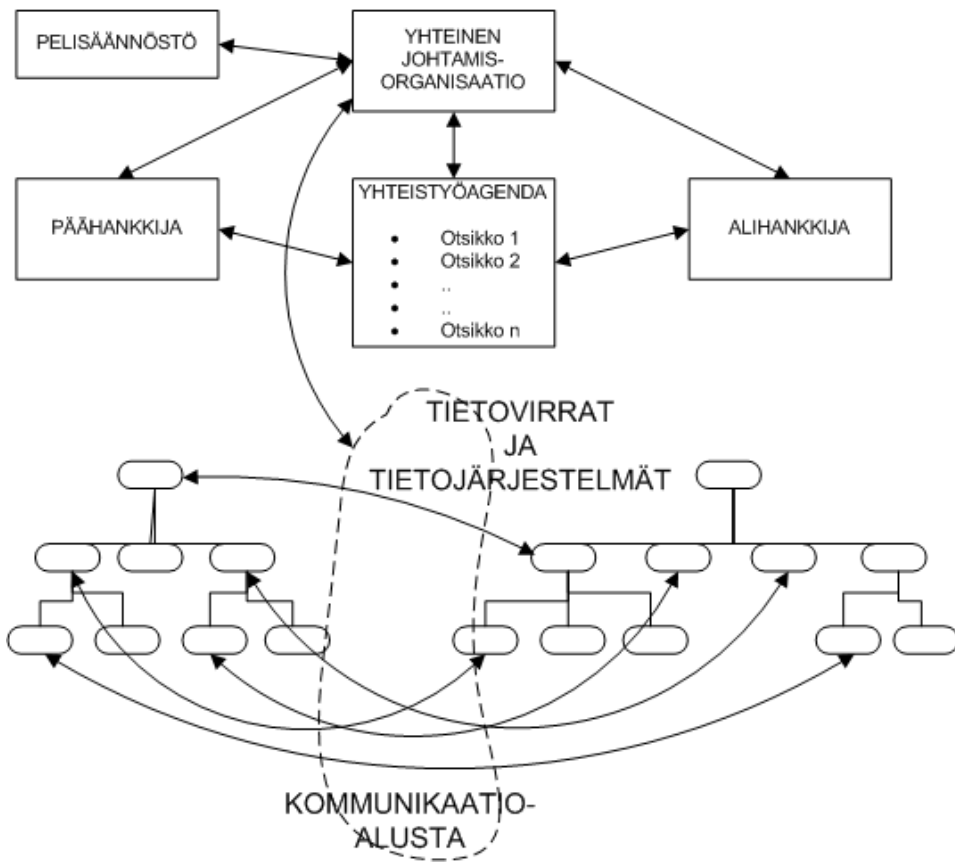 PELISÄÄNNÖSTÖ
YHTEINEN
JOHTAMIS-
ORGANISAATIO
PÄÄHANKKIJA
YHTEISTYÖAGENDA
• Otsikko 1
• Otsikko 2
• ..
• ..
• Otsikko n
ALIHANKKIJA
TIETOVIRRAT
JA
TIETOJÄRJESTELMÄT
KOMMUNIKAATIO-
ALUSTA